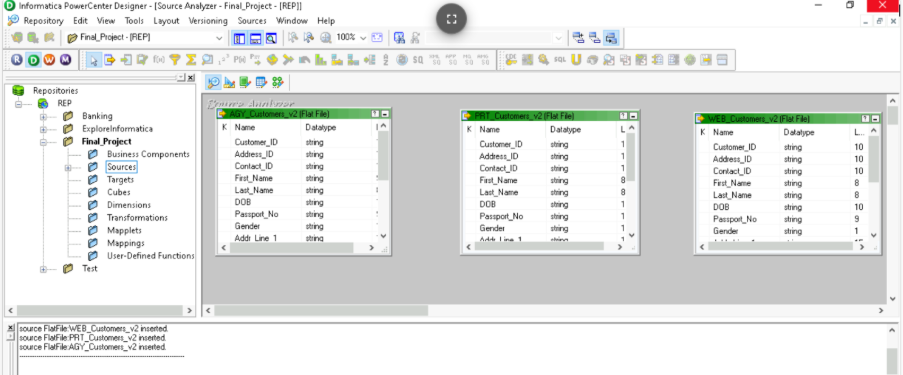 Informatica PowerCenter Designer - [Source Analyzer - Final_Project - [REP]]
Repository Edit View Tools Layout Versioning Sources Window Help
Final_Project - [REP]
100%
R D W M
Repositories
REP
Banking
ExploreInformatica
Final_Project
Business Components
Sources
Targets
Cubes
Dimensions
Transformations
Mapplets
Mappings
User-Defined Functions
Test
Source Analyzer
AGY_Customers_v2 (Flat File)
K Name Datatype
Customer_ID string
Address_ID string
Contact_ID string
First_Name string
Last_Name string
DOB string
Passport_No string
Gender string
Addr_Line_1 string
PRT_Customers_v2 (Flat File)
K Name Datatype L
Customer_ID string 1
Address_ID string 1
Contact_ID string 1
First_Name string 8
Last_Name string 8
DOB string 1
Passport_No string 1
Gender string 1
Addr_Line_1 string 1
WEB_Customers_v2 (Flat File)
K Name Datatype L...
Customer_ID string 10
Address_ID string 10
Contact_ID string 10
First_Name string 8
Last_Name string 8
DOB string 10
Passport_No string 9
Gender string 1
source FlatFile:WEB_Customers_v2 inserted.
source FlatFile:PRT_Customers_v2 inserted.
source FlatFile:AGY_Customers_v2 inserted.